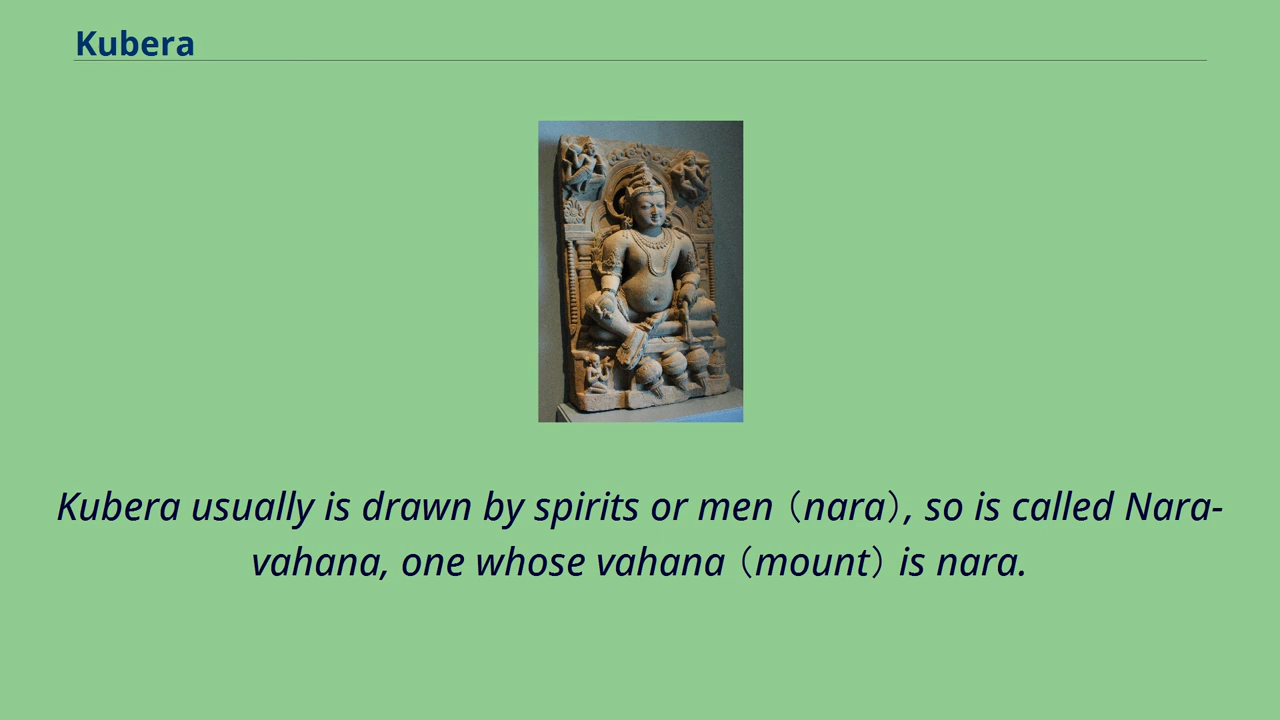 Kubera
Kubera usually is drawn by spirits or men（nara）, so is called Nara-
vahana, one whose vahana（mount）is nara.